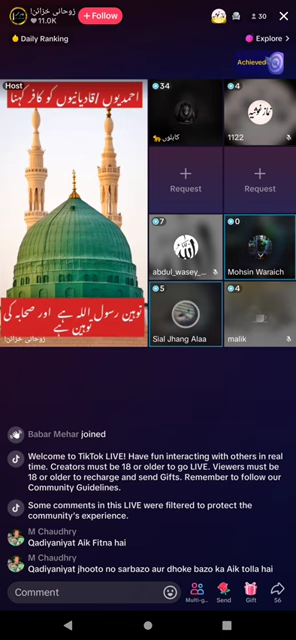 روحانی خزائن!
11.0K
+ Follow
30
Daily Ranking
Explore >
Achieved
Host
احمدیوں /قادیانیوں کو کافر کہنا
توہین رسول اللہ ہے اور صحابہ کی
توہین ہے
روحانی خزائن!
34
4
1122
+
Request
+
Request
7
abdul_wasey_...
0
Mohsin Waraich
5
Sial Jhang Alaa
4
malik
Babar Mehar joined
Welcome to TikTok LIVE! Have fun interacting with others in real
time. Creators must be 18 or older to go LIVE. Viewers must be
18 or older to recharge and send Gifts. Remember to follow our
Community Guidelines.
Some comments in this LIVE were filtered to protect the
community's experience.
M Chaudhry
Qadiyaniyat Aik Fitna hai
M Chaudhry
Qadiyaniyat jhooto no sarbazo aur dhoke bazo ka Aik tolla hai
Comment
Multi-g...
Send
Gift
56